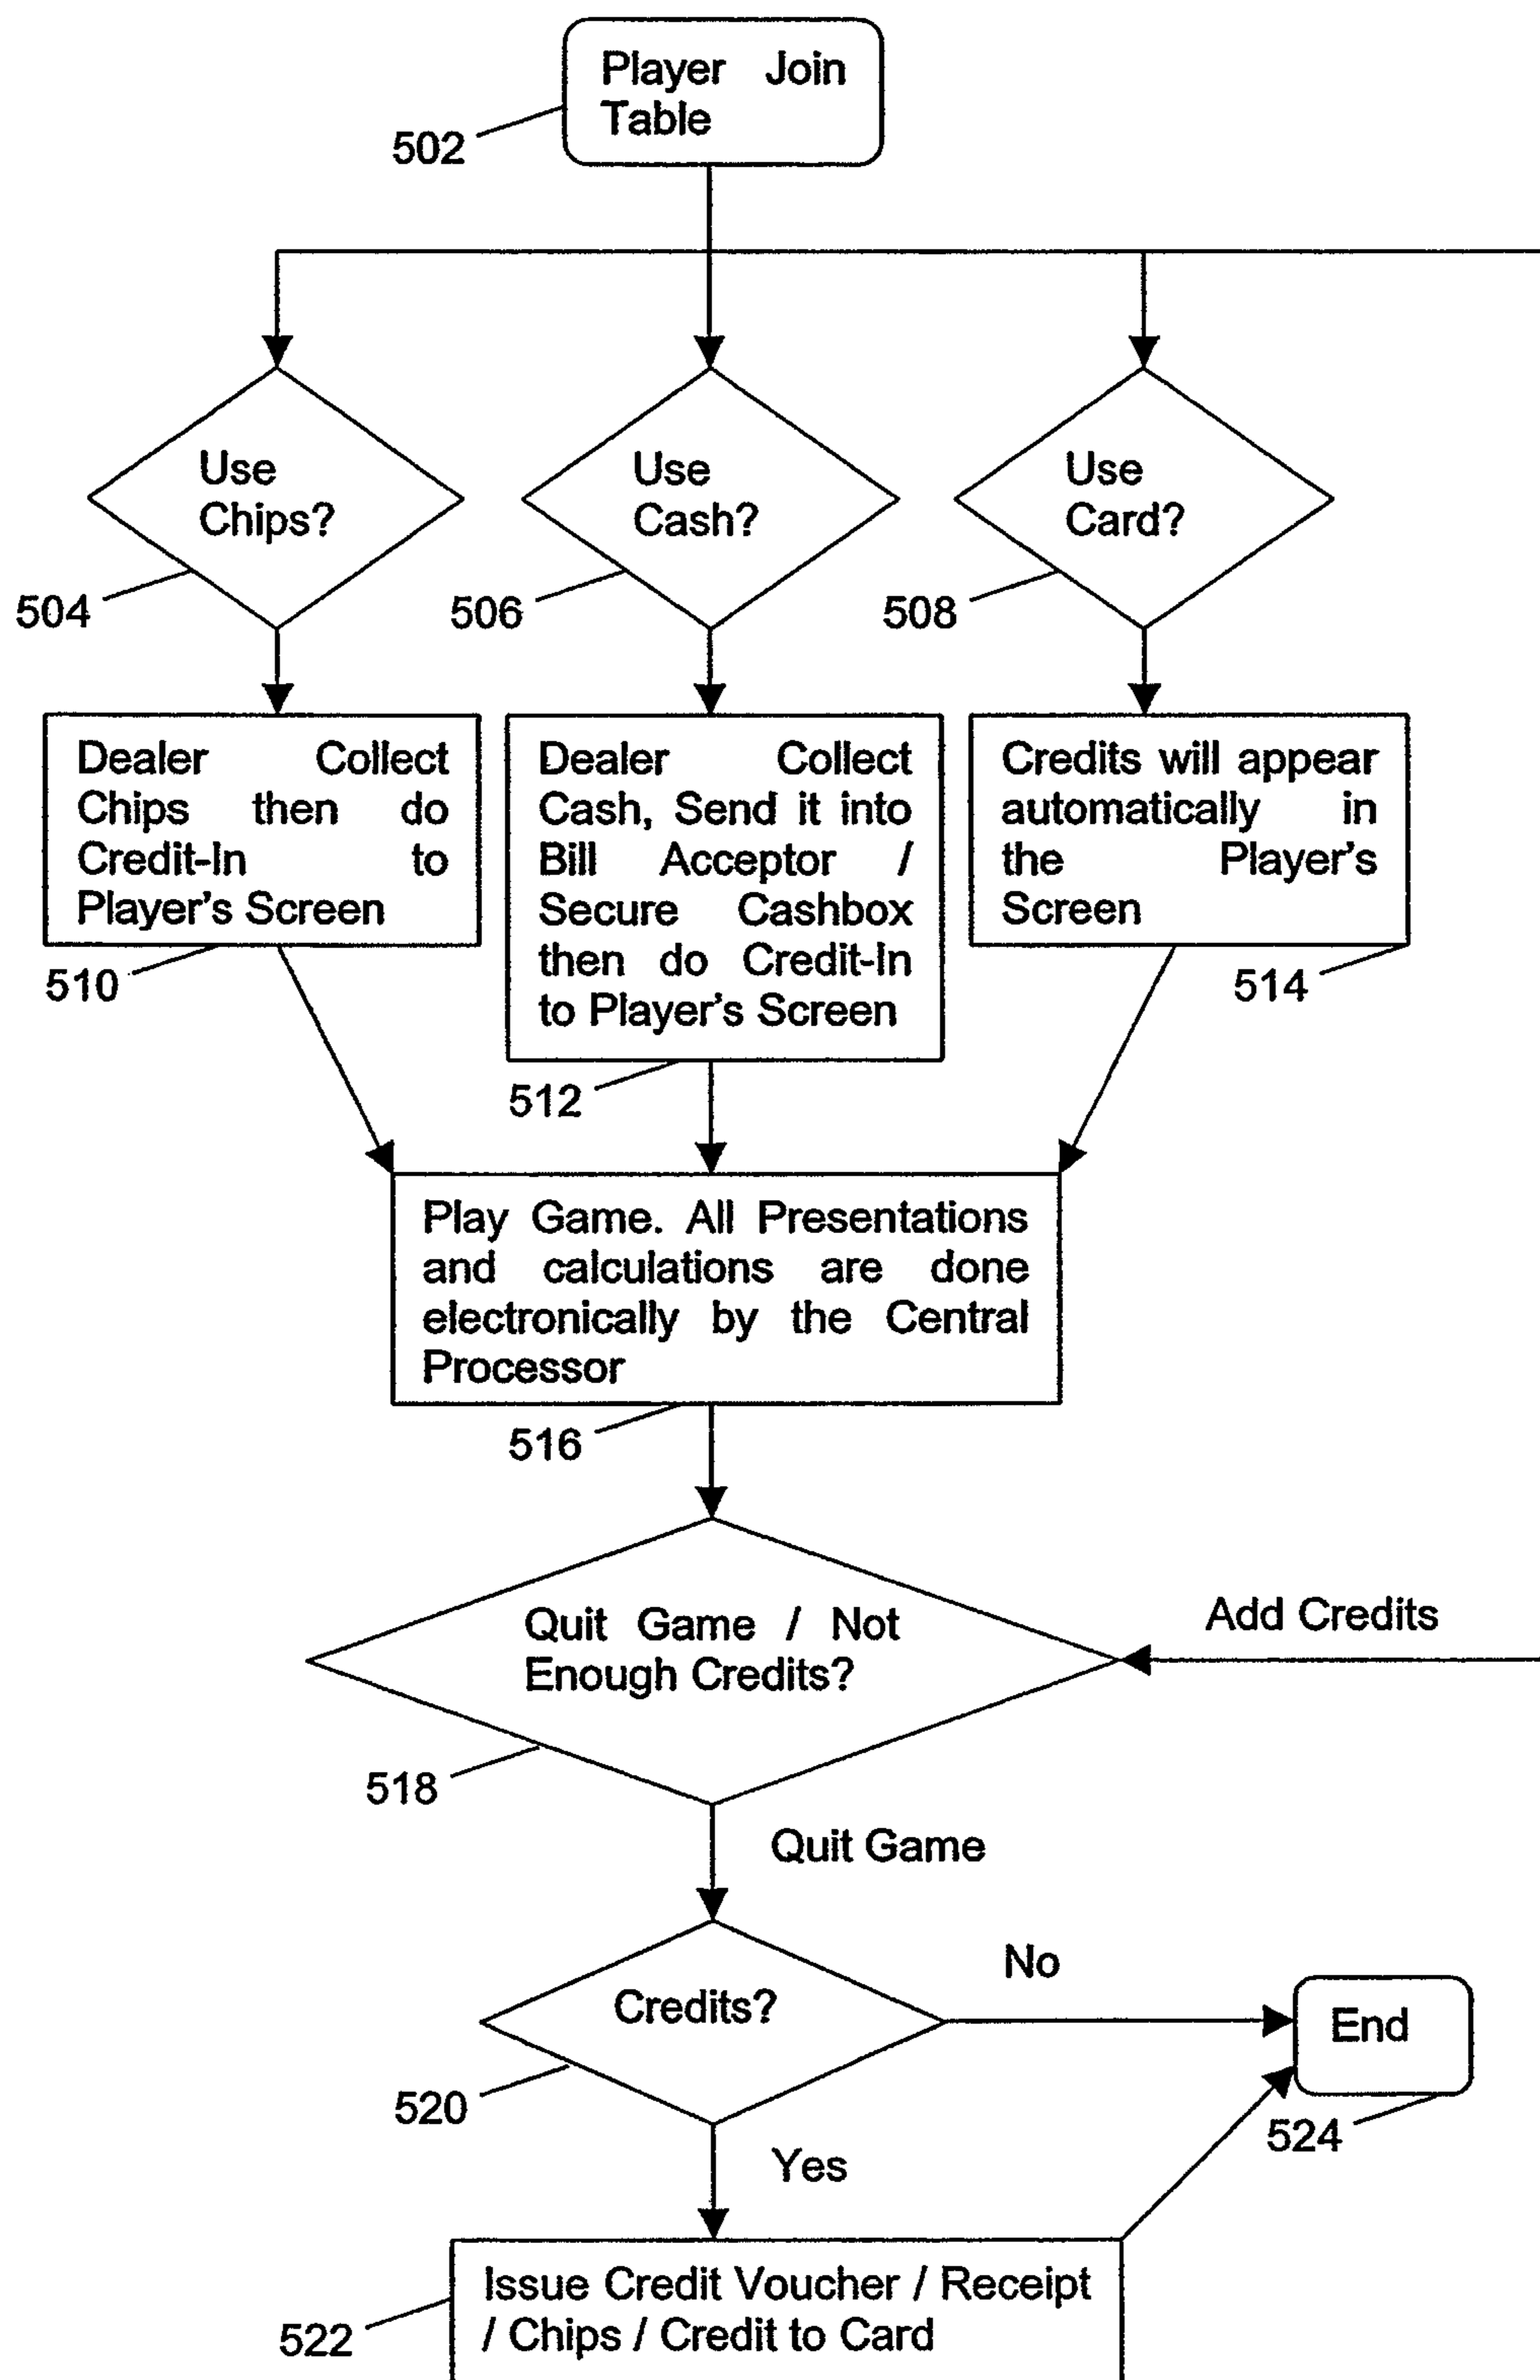 Player Join
Table
502
Use
Chips?
504
Use
Cash?
506
Use
Card?
508
Dealer Collect
Chips then do
Credit-In to
Player's Screen
510
Dealer Collect
Cash, Send it into
Bill Acceptor /
Secure Cashbox
then do Credit-In
to Player's Screen
512
Credits will appear
automatically in
the Player's
Screen
514
Play Game. All Presentations
and calculations are done
electronically by the Central
Processor
516
Quit Game / Not
Enough Credits?
518
Add Credits
Quit Game
Credits?
520
No
End
524
Yes
Issue Credit Voucher / Receipt
/ Chips / Credit to Card
522